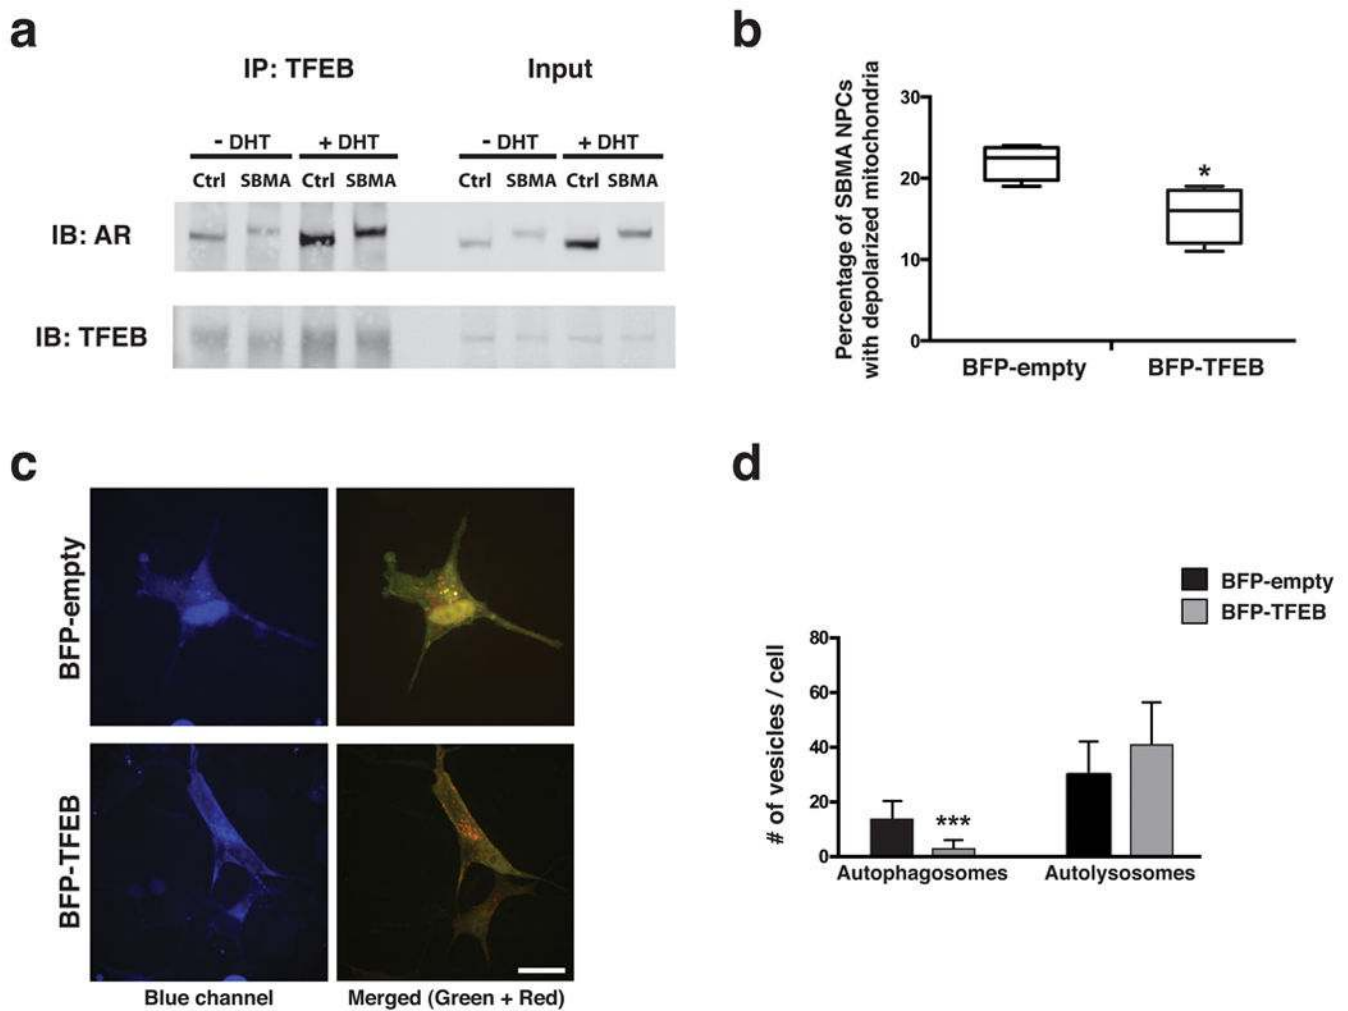 a
IP: TFEB
Input
- DHT
+ DHT
- DHT
+ DHT
Ctrl SBMA Ctrl SBMA
Ctrl SBMA Ctrl SBMA
IB: AR
IB: TFEB
b
Percentage of SBMA NPCs
with depolarized mitochondria
30
20
10
0
*
BFP-empty
BFP-TFEB
c
BFP-empty
BFP-TFEB
Blue channel
Merged (Green + Red)
d
BFP-empty
BFP-TFEB
# of vesicles / cell
80
60
40
20
0
***
Autophagosomes
Autolysosomes